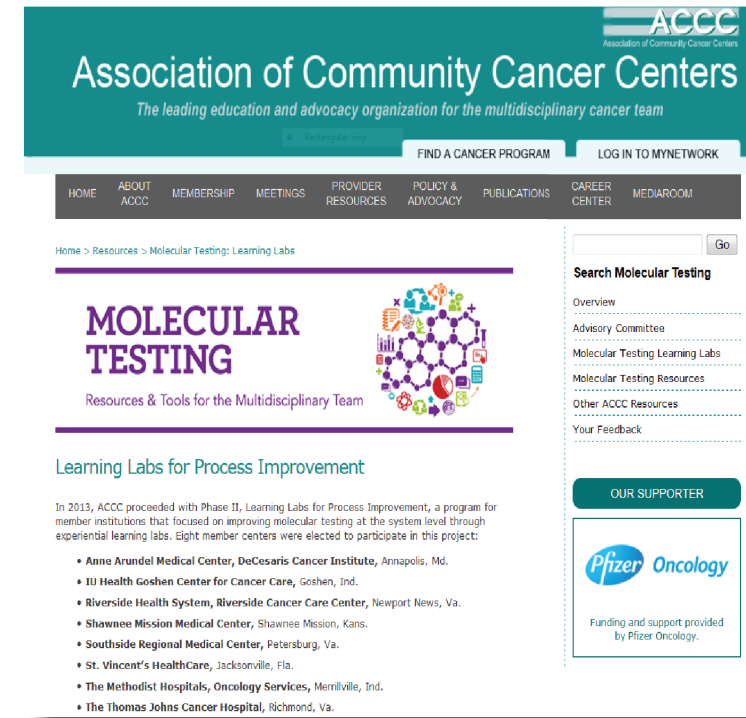 ACCC
Association of Community Cancer Centers
Association of Community Cancer Centers
The leading education and advocacy organization for the multidisciplinary cancer team
Rectangular Snip
FIND A CANCER PROGRAM
LOG IN TO MYNETWORK
HOME
ABOUT
ACCC
MEMBERSHIP
MEETINGS
PROVIDER
RESOURCES
POLICY &
ADVOCACY
PUBLICATIONS
CAREER
CENTER
MEDIAROOM
Home > Resources > Molecular Testing: Learning Labs
MOLECULAR
TESTING
Resources & Tools for the Multidisciplinary Team
Learning Labs for Process Improvement
In 2013, ACCC proceeded with Phase II, Learning Labs for Process Improvement, a program for
member institutions that focused on improving molecular testing at the system level through
experiential learning labs. Eight member centers were elected to participate in this project:
• Anne Arundel Medical Center, DeCesaris Cancer Institute, Annapolis, Md.
• IU Health Goshen Center for Cancer Care, Goshen, Ind.
• Riverside Health System, Riverside Cancer Care Center, Newport News, Va.
• Shawnee Mission Medical Center, Shawnee Mission, Kans.
• Southside Regional Medical Center, Petersburg, Va.
• St. Vincent's HealthCare, Jacksonville, Fla.
• The Methodist Hospitals, Oncology Services, Merrillville, Ind.
• The Thomas Johns Cancer Hospital, Richmond, Va.
Go
Search Molecular Testing
Overview
Advisory Committee
Molecular Testing Learning Labs
Molecular Testing Resources
Other ACCC Resources
Your Feedback
OUR SUPPORTER
Pfizer Oncology
Funding and support provided
by Pfizer Oncology.